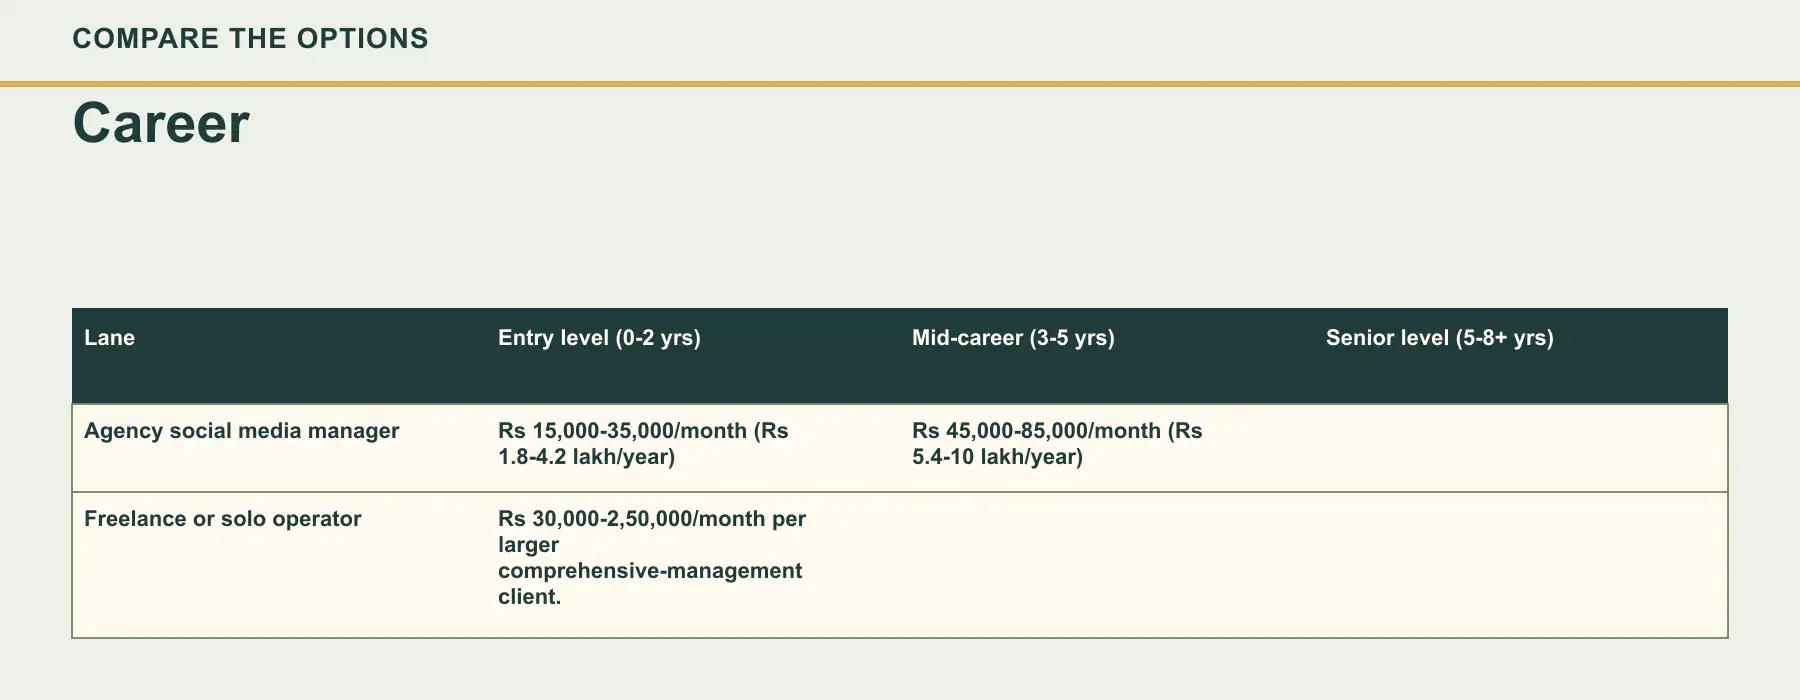 COMPARE THE OPTIONS
Career
Lane
Entry level (0-2 yrs)
Mid-career (3-5 yrs)
Senior level (5-8+ yrs)
Agency social media manager
Rs 15,000-35,000/month (Rs
1.8-4.2 lakh/year)
Rs 45,000-85,000/month (Rs
5.4-10 lakh/year)
Freelance or solo operator
Rs 30,000-2,50,000/month per
larger
comprehensive-management
client.